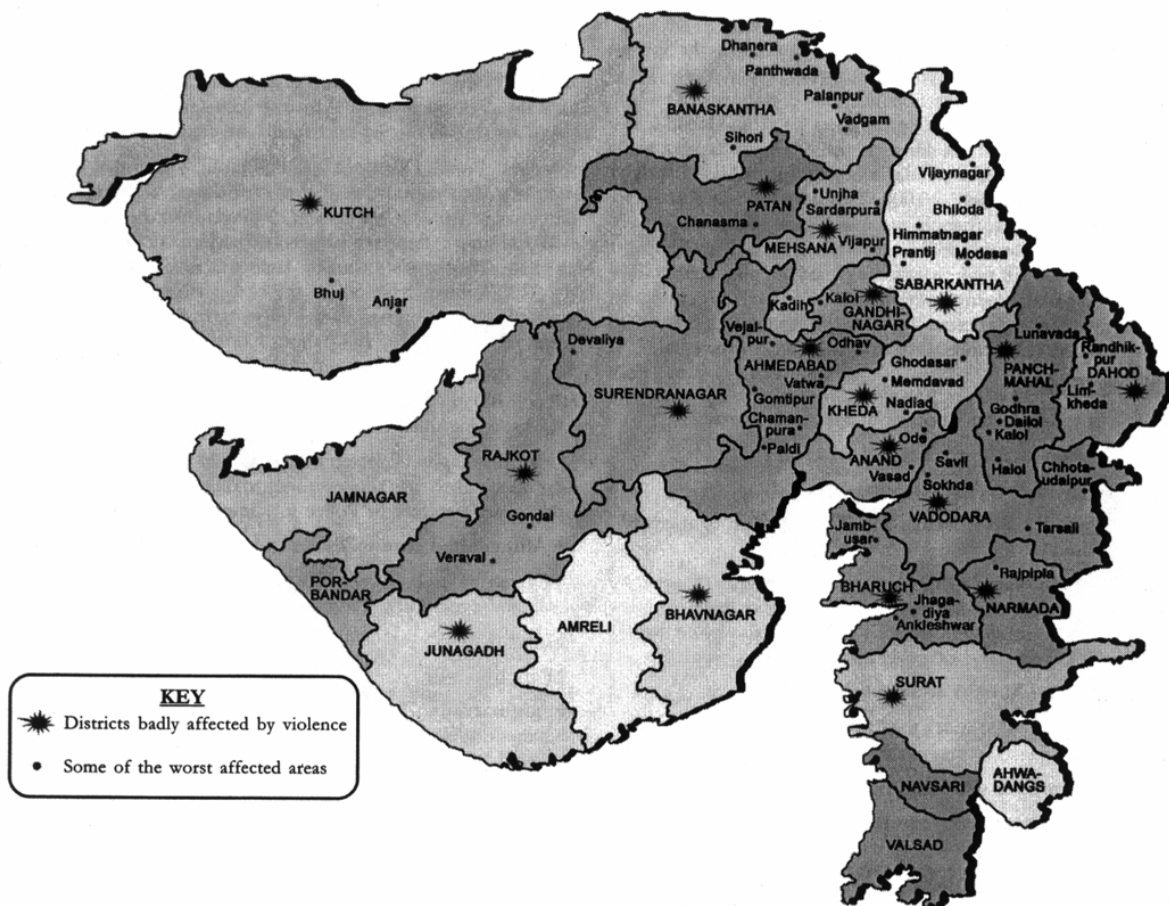 Dhanera
Panthwada
BANASKANTHA
Palanpur
Vadgam
Sihori
Vijaynagar
KUTCH
PATAN
Unjha
Sardarpura
Bhiloda
Chanasma
Himmatnagar
MEHSANA
Vijapur
Prantij
Modasa
Bhuj
Anjar
SABARKANTHA
Kadih
Kalol
GANDHI-
NAGAR
Lunavada
Vejal-
pur
Devaliya
Odhav
AHMEDABAD
Ghodasar
PANCH-
MAHAL
Randhik-
pur
DAHOD
Vatwa
Memdavad
Lim-
kheda
SURENDRANAGAR
Gomtipur
KHEDA
Nadiad
Godhra
Chaman-
pura
Dailol
Kalol
Paldi
Ode
ANAND
Vasad
Savil
Halol
Chhota-
udaipur
RAJKOT
Sokhda
JAMNAGAR
VADODARA
Gondal
Jamb-
usar
Tarsali
Veraval
Rajpipla
POR-
BANDAR
BHARUCH
Jhaga-
diya
NARMADA
Ankleshwar
BHAVNAGAR
AMRELI
JUNAGADH
SURAT
KEY
Districts badly affected by violence
Some of the worst affected areas
AHWA-
DANGS
NAVSARI
VALSAD